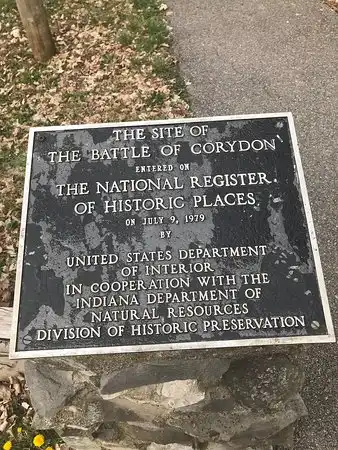 THE SITE OF
THE BATTLE OF CORYDON
ENTERED ON
THE NATIONAL REGISTER
OF HISTORIC PLACES
ON JULY 9, 1979
BY
UNITED STATES DEPARTMENT
OF INTERIOR
IN COOPERATION WITH THE
INDIANA DEPARTMENT OF
NATURAL RESOURCES
DIVISION OF HISTORIC PRESERVATION